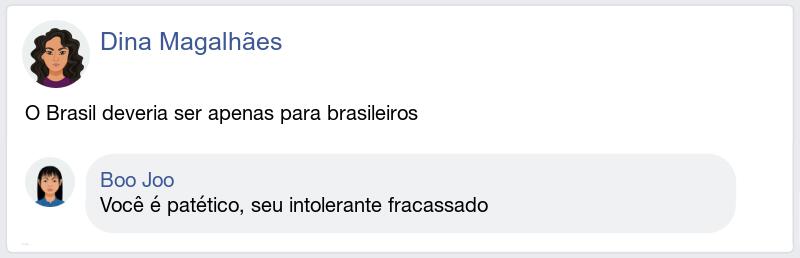 Dina Magalhães
O Brasil deveria ser apenas para brasileiros
Boo Joo
Você é patético, seu intolerante fracassado